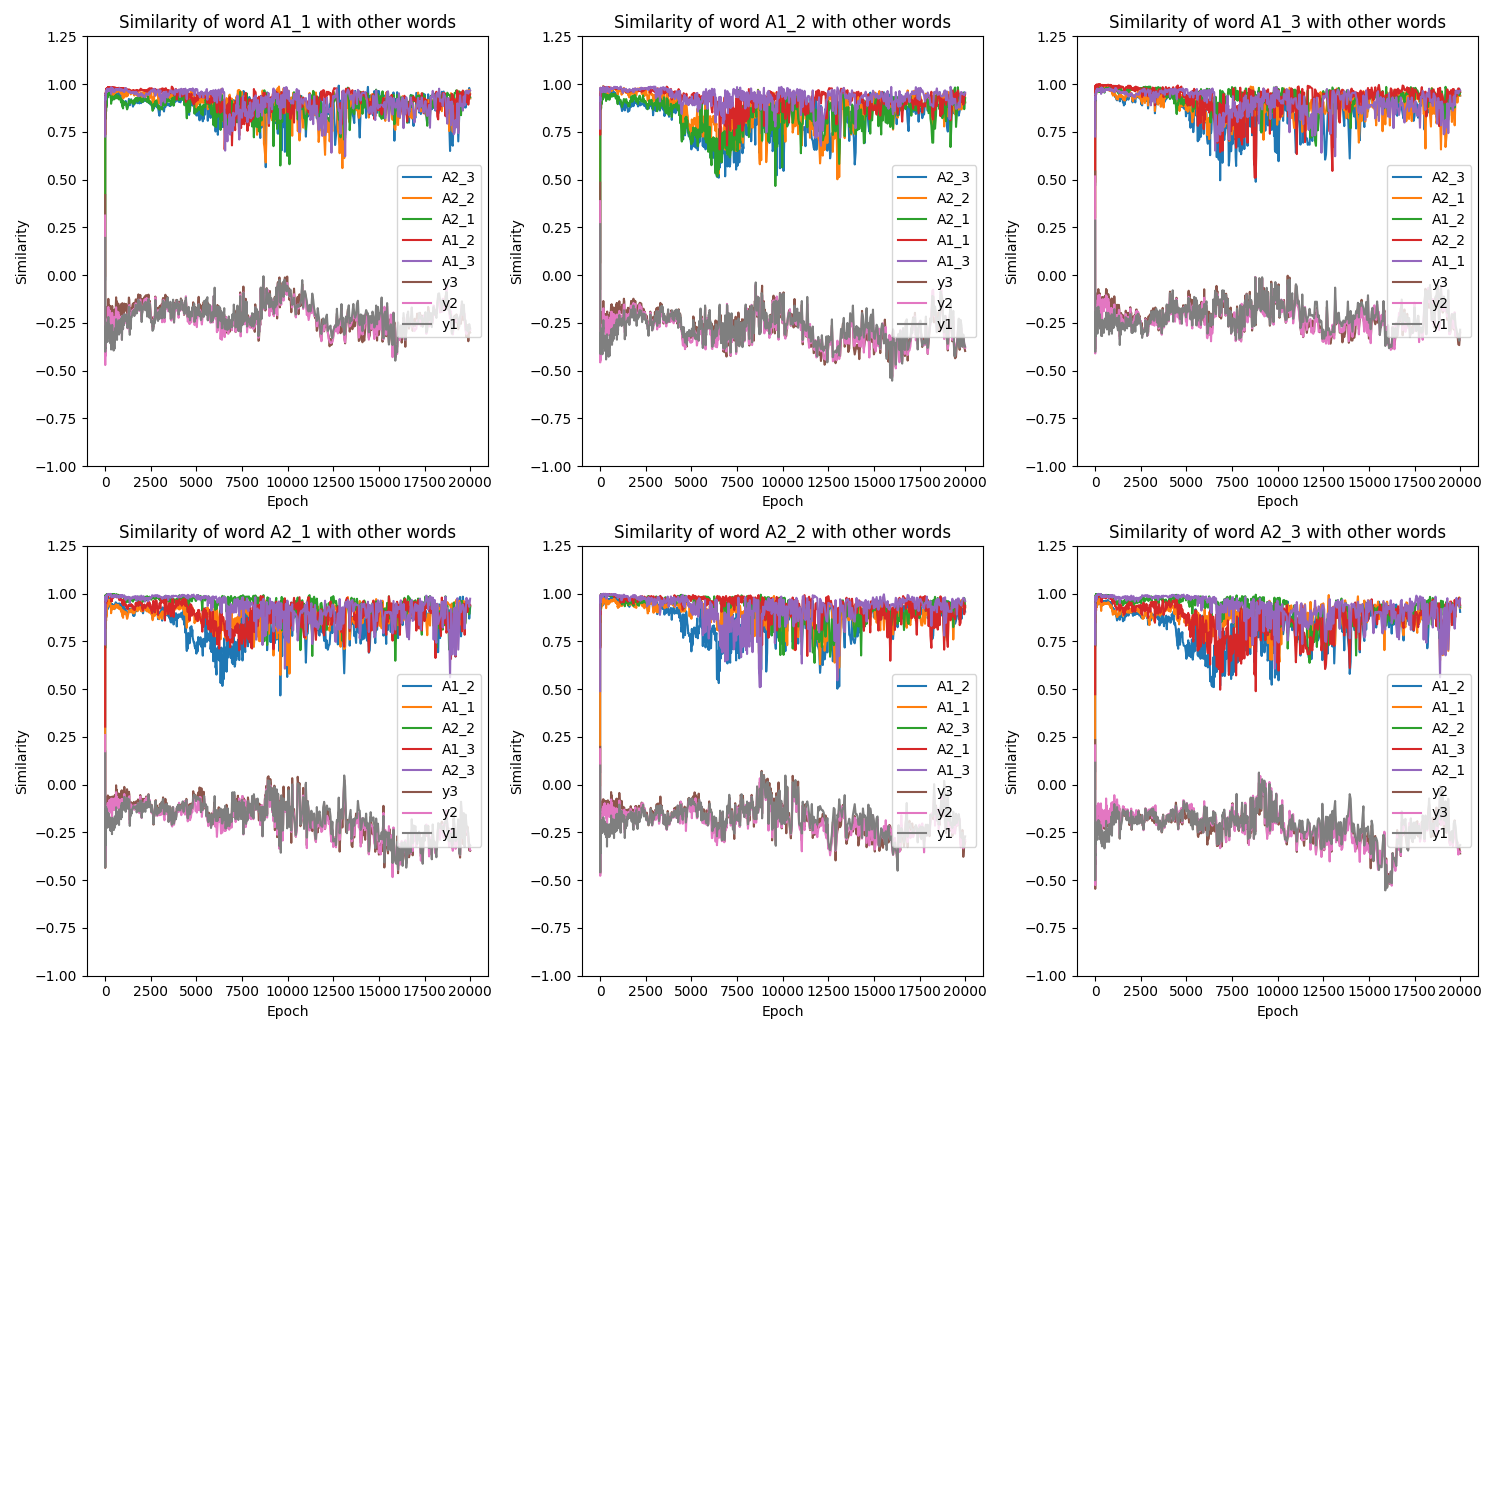 Similarity of word A1_1 with other words
1.25
1.00
0.75
0.50
0.25
0.00
−0.25
−0.50
−0.75
−1.00
Similarity
A2_3
A2_2
A2_1
A1_2
A1_3
y3
y2
y1
0 2500 5000 7500 10000 12500 15000 17500 20000
Epoch
Similarity of word A1_2 with other words
1.25
1.00
0.75
0.50
0.25
0.00
−0.25
−0.50
−0.75
−1.00
Similarity
A2_3
A2_2
A2_1
A1_1
A1_3
y3
y2
y1
0 2500 5000 7500 10000 12500 15000 17500 20000
Epoch
Similarity of word A1_3 with other words
1.25
1.00
0.75
0.50
0.25
0.00
−0.25
−0.50
−0.75
−1.00
Similarity
A2_3
A2_1
A1_2
A2_2
A1_1
y3
y2
y1
0 2500 5000 7500 10000 12500 15000 17500 20000
Epoch
Similarity of word A2_1 with other words
1.25
1.00
0.75
0.50
0.25
0.00
−0.25
−0.50
−0.75
−1.00
Similarity
A1_2
A1_1
A2_2
A1_3
A2_3
y3
y2
y1
0 2500 5000 7500 10000 12500 15000 17500 20000
Epoch
Similarity of word A2_2 with other words
1.25
1.00
0.75
0.50
0.25
0.00
−0.25
−0.50
−0.75
−1.00
Similarity
A1_2
A1_1
A2_3
A2_1
A1_3
y3
y2
y1
0 2500 5000 7500 10000 12500 15000 17500 20000
Epoch
Similarity of word A2_3 with other words
1.25
1.00
0.75
0.50
0.25
0.00
−0.25
−0.50
−0.75
−1.00
Similarity
A1_2
A1_1
A2_2
A1_3
A2_1
y2
y3
y1
0 2500 5000 7500 10000 12500 15000 17500 20000
Epoch